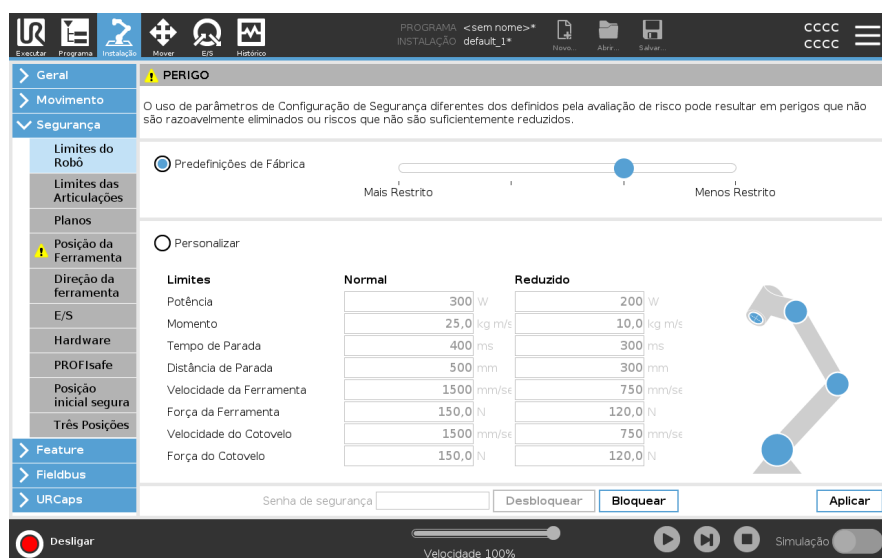 UR
Executar
Programa
Instalação
Mover
E/S
Histórico
PROGRAMA <sem nome>*
INSTALAÇÃO default_1*
Novo...
Abrir...
Salvar...
CCCC
CCCC
Geral
Movimento
Segurança
Limites do
Robô
Limites das
Articulações
Planos
Posição da
Ferramenta
Direção da
ferramenta
E/S
Hardware
PROFIsafe
Posição
inicial segura
Três Posições
Feature
Fieldbus
URCaps
PERIGO
O uso de parâmetros de Configuração de Segurança diferentes dos definidos pela avaliação de risco pode resultar em perigos que não
são razoavelmente eliminados ou riscos que não são suficientemente reduzidos.
Predefinições de Fábrica
Mais Restrito Menos Restrito
Personalizar
Limites Normal Reduzido
Potência 300 W 200 W
Momento 25,0 kg m/s 10,0 kg m/s
Tempo de Parada 400 ms 300 ms
Distância de Parada 500 mm 300 mm
Velocidade da Ferramenta 1500 mm/se 750 mm/se
Força da Ferramenta 150,0 N 120,0 N
Velocidade do Cotovelo 1500 mm/se 750 mm/se
Força do Cotovelo 150,0 N 120,0 N
Senha de segurança Desbloquear Bloquear Aplicar
Desligar
Velocidade 100%
Simulação